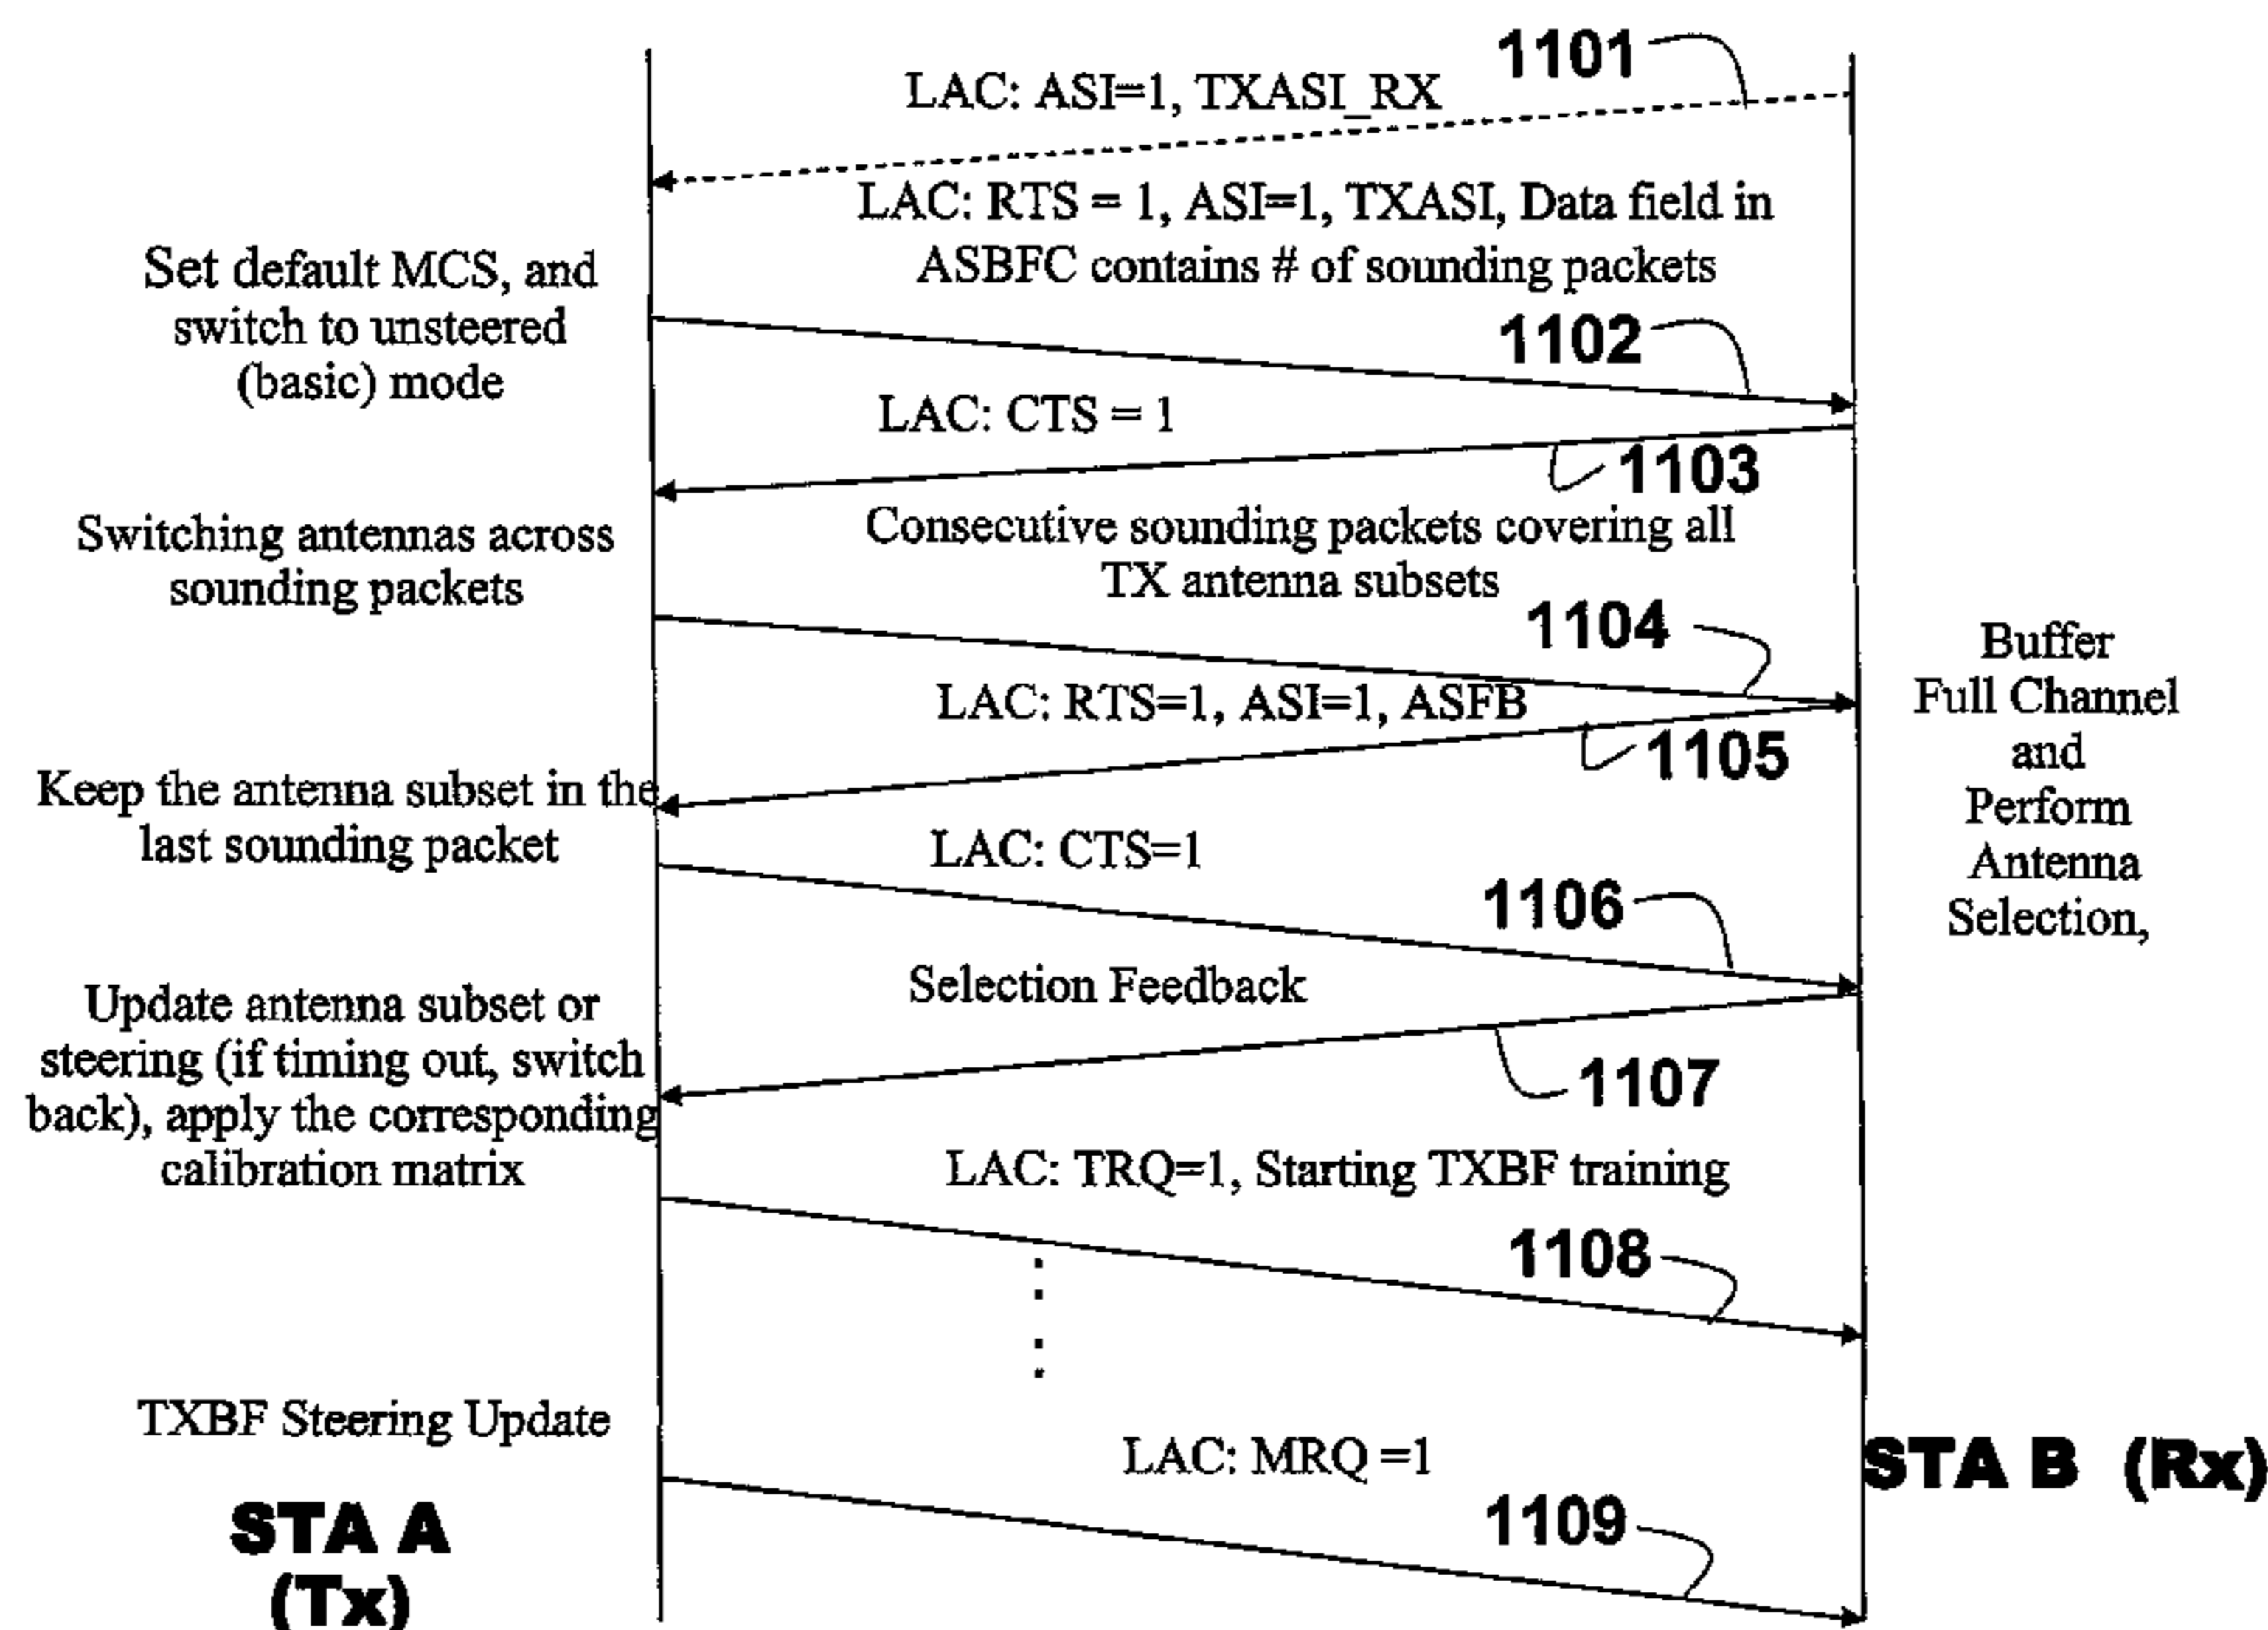 1101
LAC: ASI=1, TXASI_RX
LAC: RTS = 1, ASI=1, TXASI, Data field in
ASBFC contains # of sounding packets
Set default MCS, and
switch to unsteered
(basic) mode
1102
LAC: CTS = 1
1103
Switching antennas across
sounding packets
Consecutive sounding packets covering all
TX antenna subsets
1104
LAC: RTS=1, ASI=1, ASFB
1105
Buffer
Full Channel
and
Perform
Antenna
Selection,
Keep the antenna subset in the
last sounding packet
LAC: CTS=1
1106
Selection Feedback
1107
Update antenna subset or
steering (if timing out, switch
back), apply the corresponding
calibration matrix
LAC: TRQ=1, Starting TXBF training
1108
TXBF Steering Update
LAC: MRQ =1
1109
STA A
(Tx)
STA B (Rx)